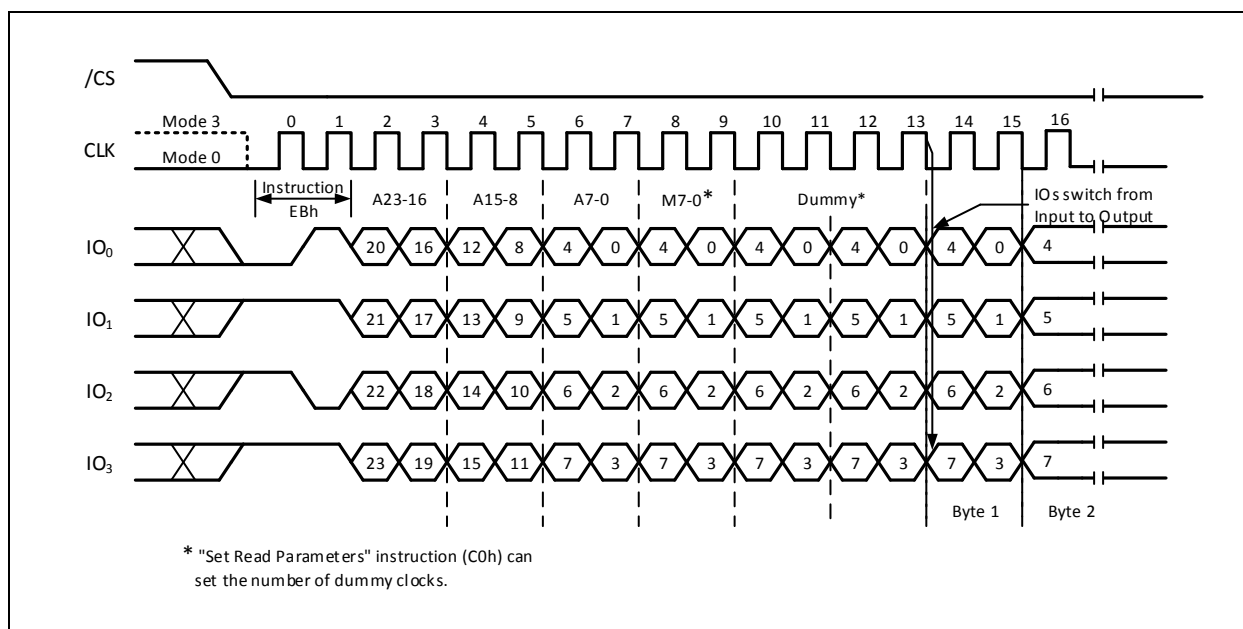 /CS
Mode 3 0 1 2 3 4 5 6 7 8 9 10 11 12 13 14 15 16
CLK
Mode 0
Instruction
EBh
A23-16 A15-8 A7-0 M7-0* Dummy*
IOs switch from
Input to Output
IO0 20 16 12 8 4 0 4 0 4 0 4 0 4 0 4
IO1 21 17 13 9 5 1 5 1 5 1 5 1 5 1 5
IO2 22 18 14 10 6 2 6 2 6 2 6 2 6 2 6
IO3 23 19 15 11 7 3 7 3 7 3 7 3 7 3 7
Byte 1 Byte 2
* "Set Read Parameters" instruction (C0h) can
set the number of dummy clocks.